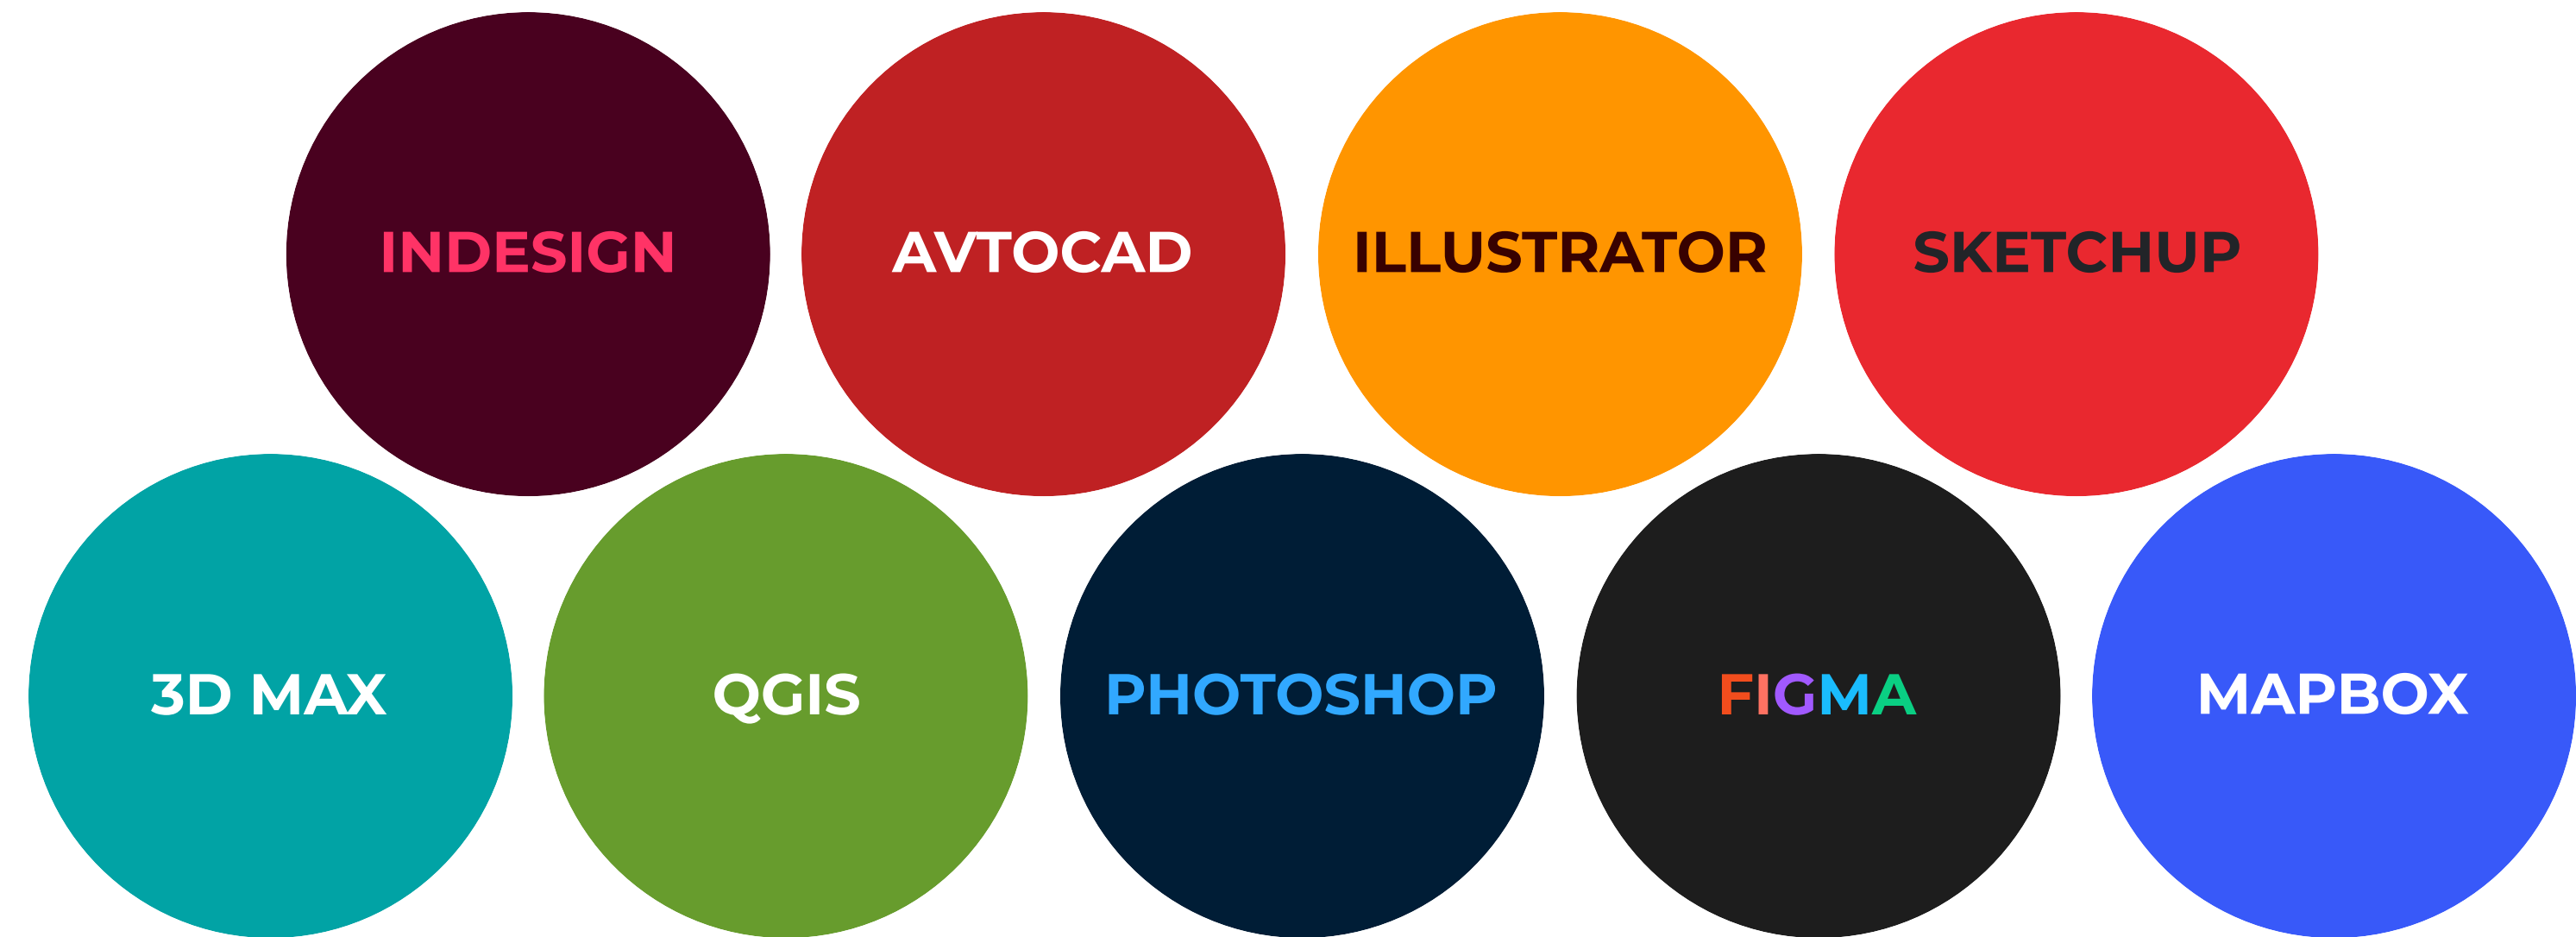 INDESIGN
AVTOCAD
ILLUSTRATOR
SKETCHUP
3D MAX
QGIS
PHOTOSHOP
FIGMA
MAPBOX